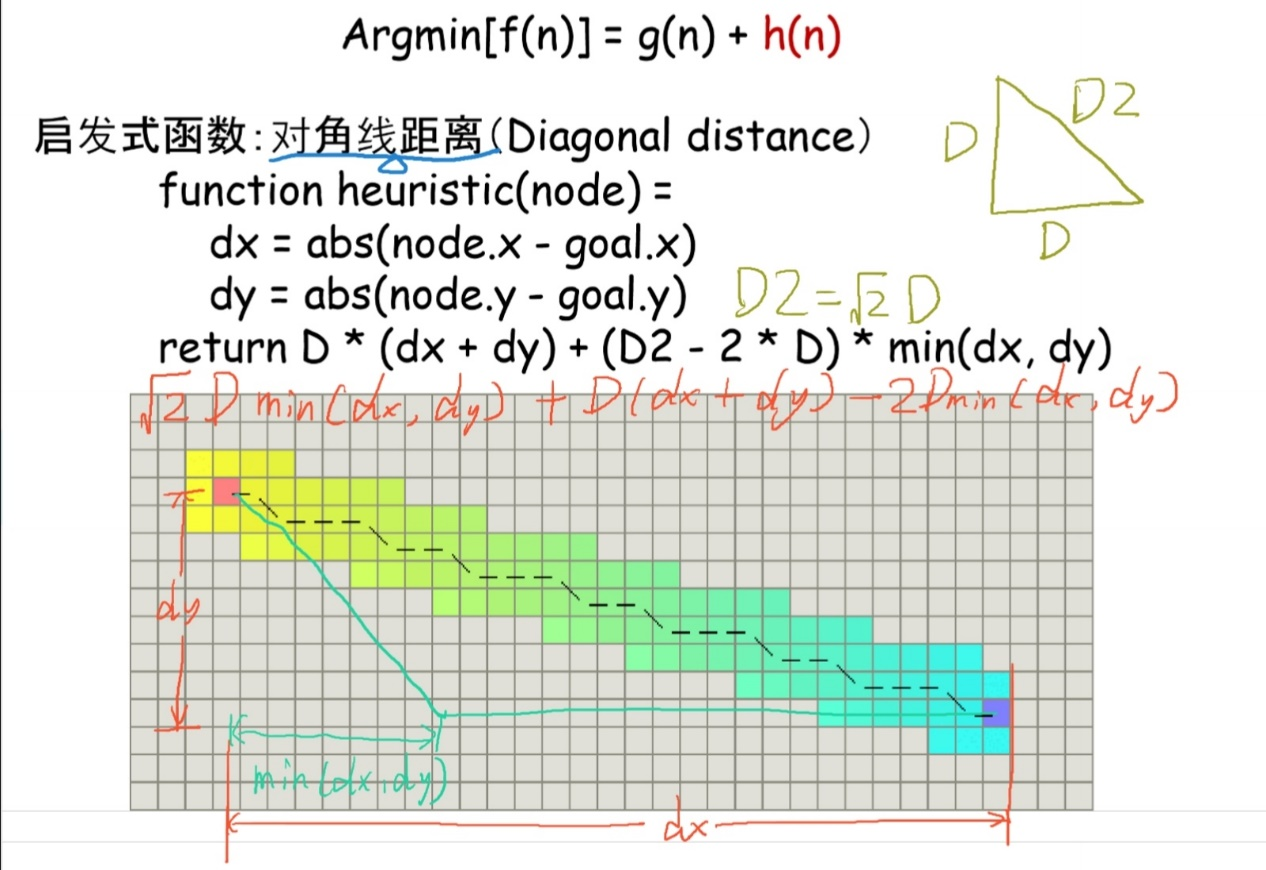 Argmin[f(n)] = g(n) + h(n)
D
D2
D
启发式函数:对角线距离(Diagonal distance)
function heuristic(node) =
dx = abs(node.x - goal.x)
dy = abs(node.y - goal.y)
D2=√2 D
return D * (dx + dy) + (D2 - 2 * D) * min(dx, dy)
√2 D min(dx, dy) + D(dx + dy) - 2Dmin(dx, dy)
dy
min(dx,dy)
dx